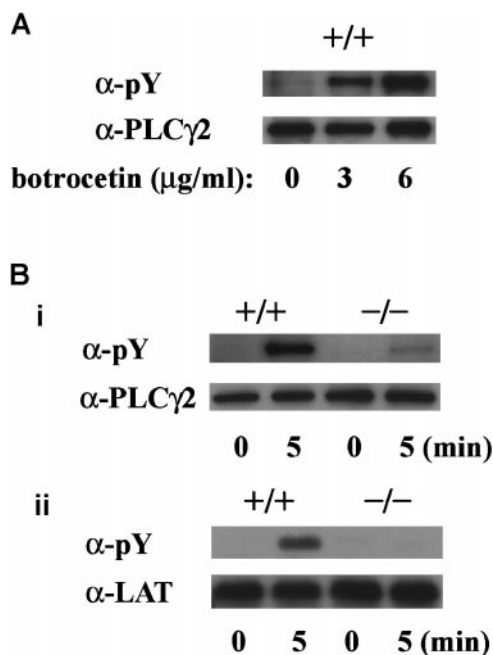 A
+/+
α-pY
α-PLCγ2
botrocetin (μg/ml): 0 3 6
B
i
+/+ −/−
α-pY
α-PLCγ2
0 5 0 5 (min)
ii
+/+ −/−
α-pY
α-LAT
0 5 0 5 (min)